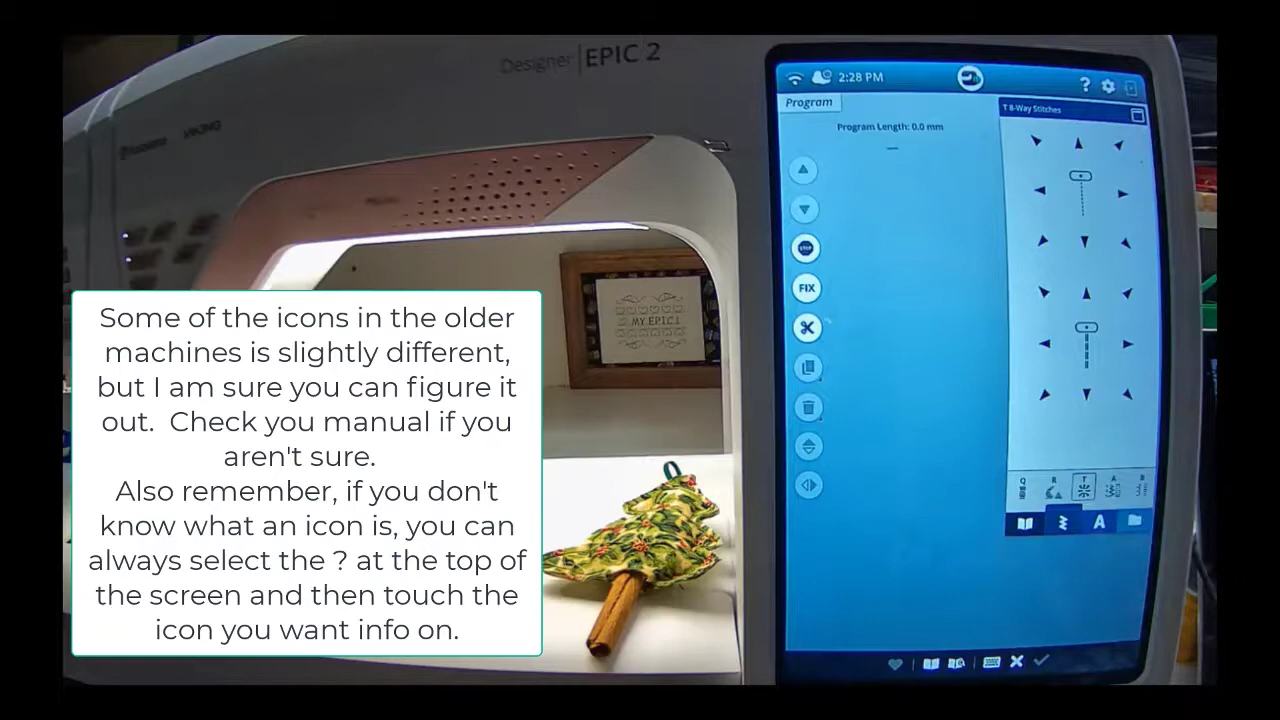 Designer EPIC 2
VIKING
2:28 PM
?
Program
T 8-Way Stitches
Program Length: 0.0 mm
STOP
FIX
MY EPIC
Q R T A B
A
Some of the icons in the older
machines is slightly different,
but I am sure you can figure it
out. Check you manual if you
aren't sure.
Also remember, if you don't
know what an icon is, you can
always select the ? at the top of
the screen and then touch the
icon you want info on.